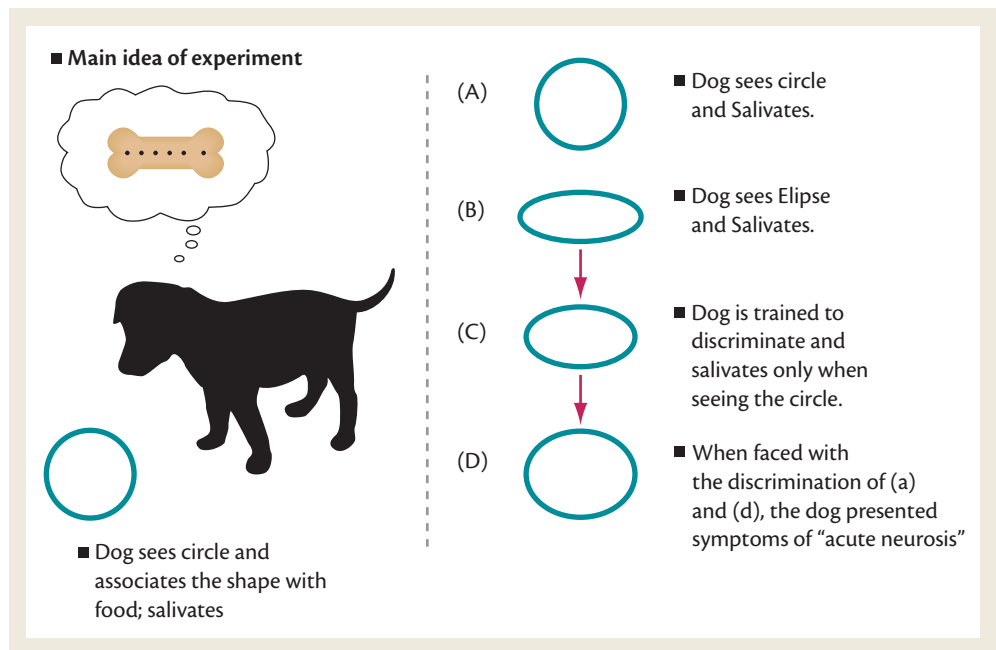 ■ Main idea of experiment
■ Dog sees circle and
associates the shape with
food; salivates
(A)
■ Dog sees circle
and Salivates.
(B)
■ Dog sees Elipse
and Salivates.
(C)
■ Dog is trained to
discriminate and
salivates only when
seeing the circle.
(D)
■ When faced with
the discrimination of (a)
and (d), the dog presented
symptoms of “acute neurosis”